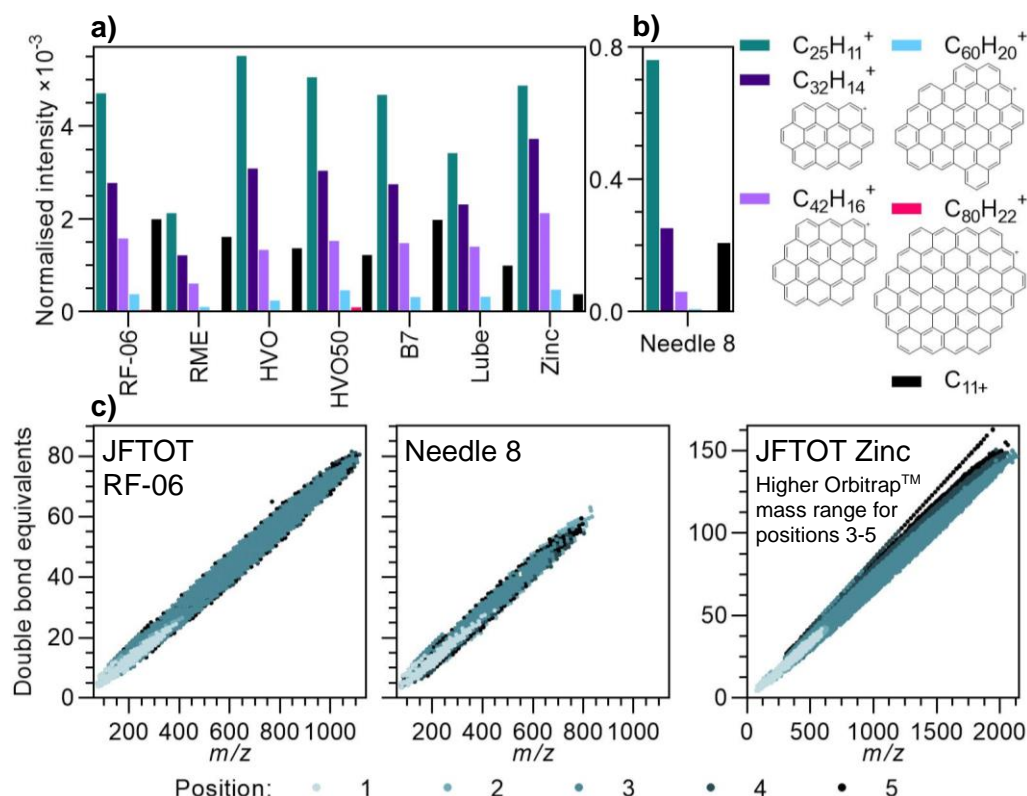 a)
b)
Normalised intensity ×10⁻³
4
2
0
0.8
0.4
0.0
RF-06
RME
HVO
HVO50
B7
Lube
Zinc
Needle 8
C₂₅H₁₁⁺
C₃₂H₁₄⁺
C₄₂H₁₆⁺
C₆₀H₂₀⁺
C₈₀H₂₂⁺
C₁₁₊
c)
Double bond equivalents
80
60
40
20
0
JFTOT
RF-06
200 400 600 800 1000
m/z
Needle 8
200 400 600 800 1000
m/z
150
100
50
0
JFTOT Zinc
Higher Orbitrap™
mass range for
positions 3-5
0 500 1000 1500 2000
m/z
Position: 1 2 3 4 5